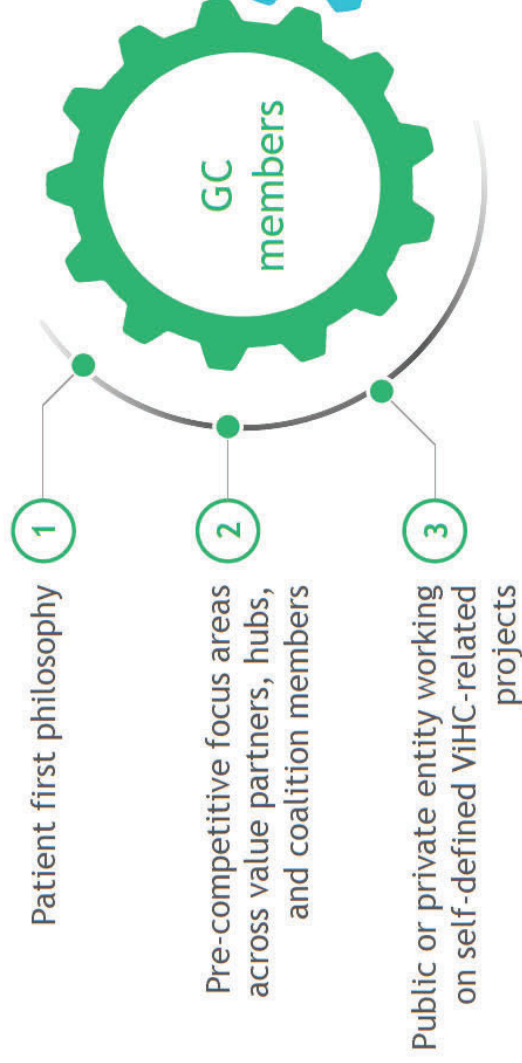 1
Patient first philosophy
2
Pre-competitive focus areas
across value partners, hubs,
and coalition members
3
Public or private entity working
on self-defined ViHC-related
projects
GC
members